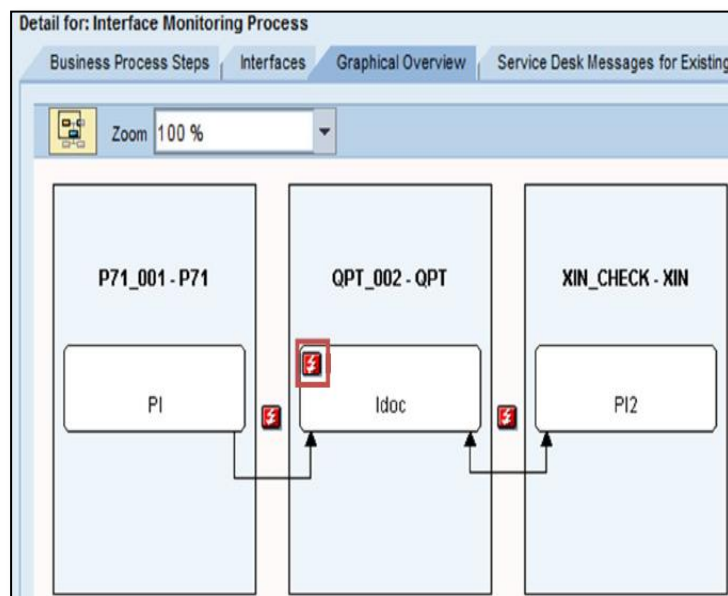 Detail for: Interface Monitoring Process
Business Process Steps Interfaces Graphical Overview Service Desk Messages for Existing
Zoom 100 %
P71_001 - P71 QPT_002 - QPT XIN_CHECK - XIN
PI Idoc PI2